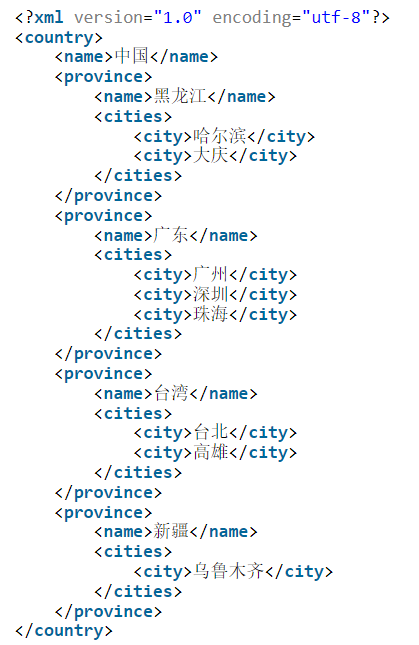 <?xml version="1.0" encoding="utf-8"?>
<country>
    <name>中国</name>
    <province>
        <name>黑龙江</name>
        <cities>
            <city>哈尔滨</city>
            <city>大庆</city>
        </cities>
    </province>
    <province>
        <name>广东</name>
        <cities>
            <city>广州</city>
            <city>深圳</city>
            <city>珠海</city>
        </cities>
    </province>
    <province>
        <name>台湾</name>
        <cities>
            <city>台北</city>
            <city>高雄</city>
        </cities>
    </province>
    <province>
        <name>新疆</name>
        <cities>
            <city>乌鲁木齐</city>
        </cities>
    </province>
</country>